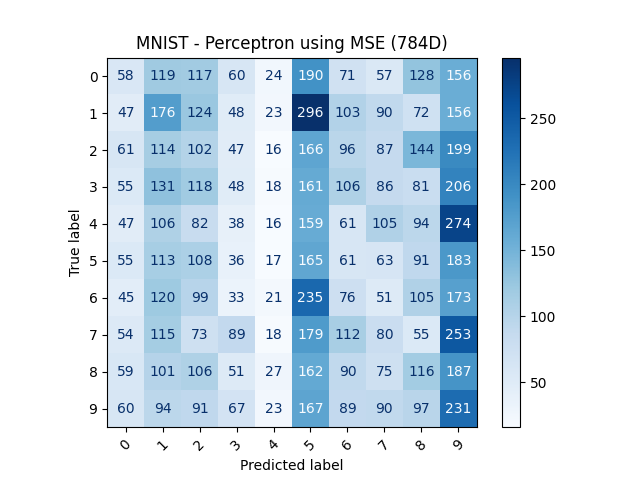 MNIST - Perceptron using MSE (784D)
0 58 119 117 60 24 190 71 57 128 156
1 47 176 124 48 23 296 103 90 72 156
2 61 114 102 47 16 166 96 87 144 199
3 55 131 118 48 18 161 106 86 81 206
4 47 106 82 38 16 159 61 105 94 274
5 55 113 108 36 17 165 61 63 91 183
6 45 120 99 33 21 235 76 51 105 173
7 54 115 73 89 18 179 112 80 55 253
8 59 101 106 51 27 162 90 75 116 187
9 60 94 91 67 23 167 89 90 97 231
0 1 2 3 4 5 6 7 8 9
Predicted label
True label
250
200
150
100
50